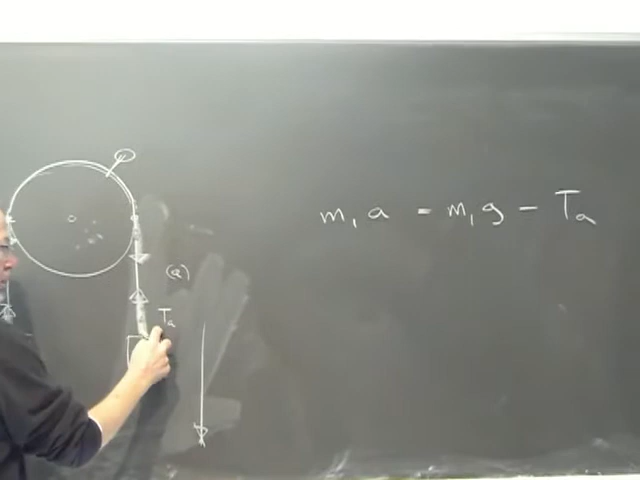 m₁a = m₁g - Tₐ
(a)
Tₐ